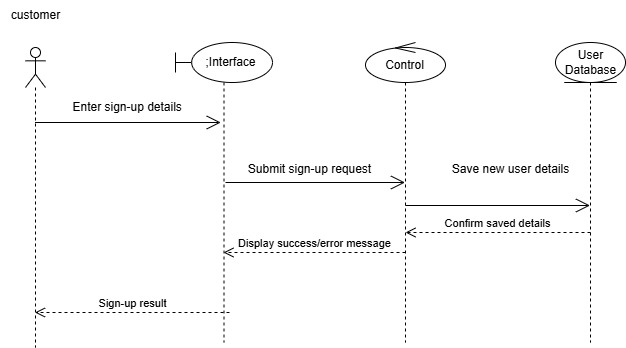 customer
;Interface
Control
User
Database
Enter sign-up details
Submit sign-up request
Save new user details
Confirm saved details
Display success/error message
Sign-up result